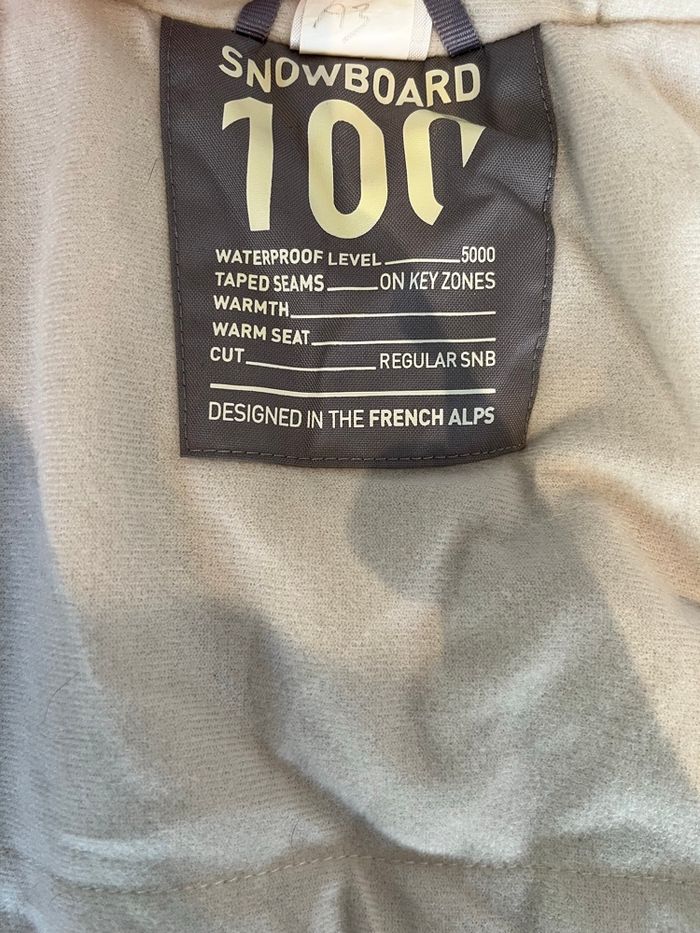 A3
SNOWBOARD
100
WATERPROOF LEVEL 5000
TAPED SEAMS ON KEY ZONES
WARMTH
WARM SEAT
CUT REGULAR SNB
DESIGNED IN THE FRENCH ALPS